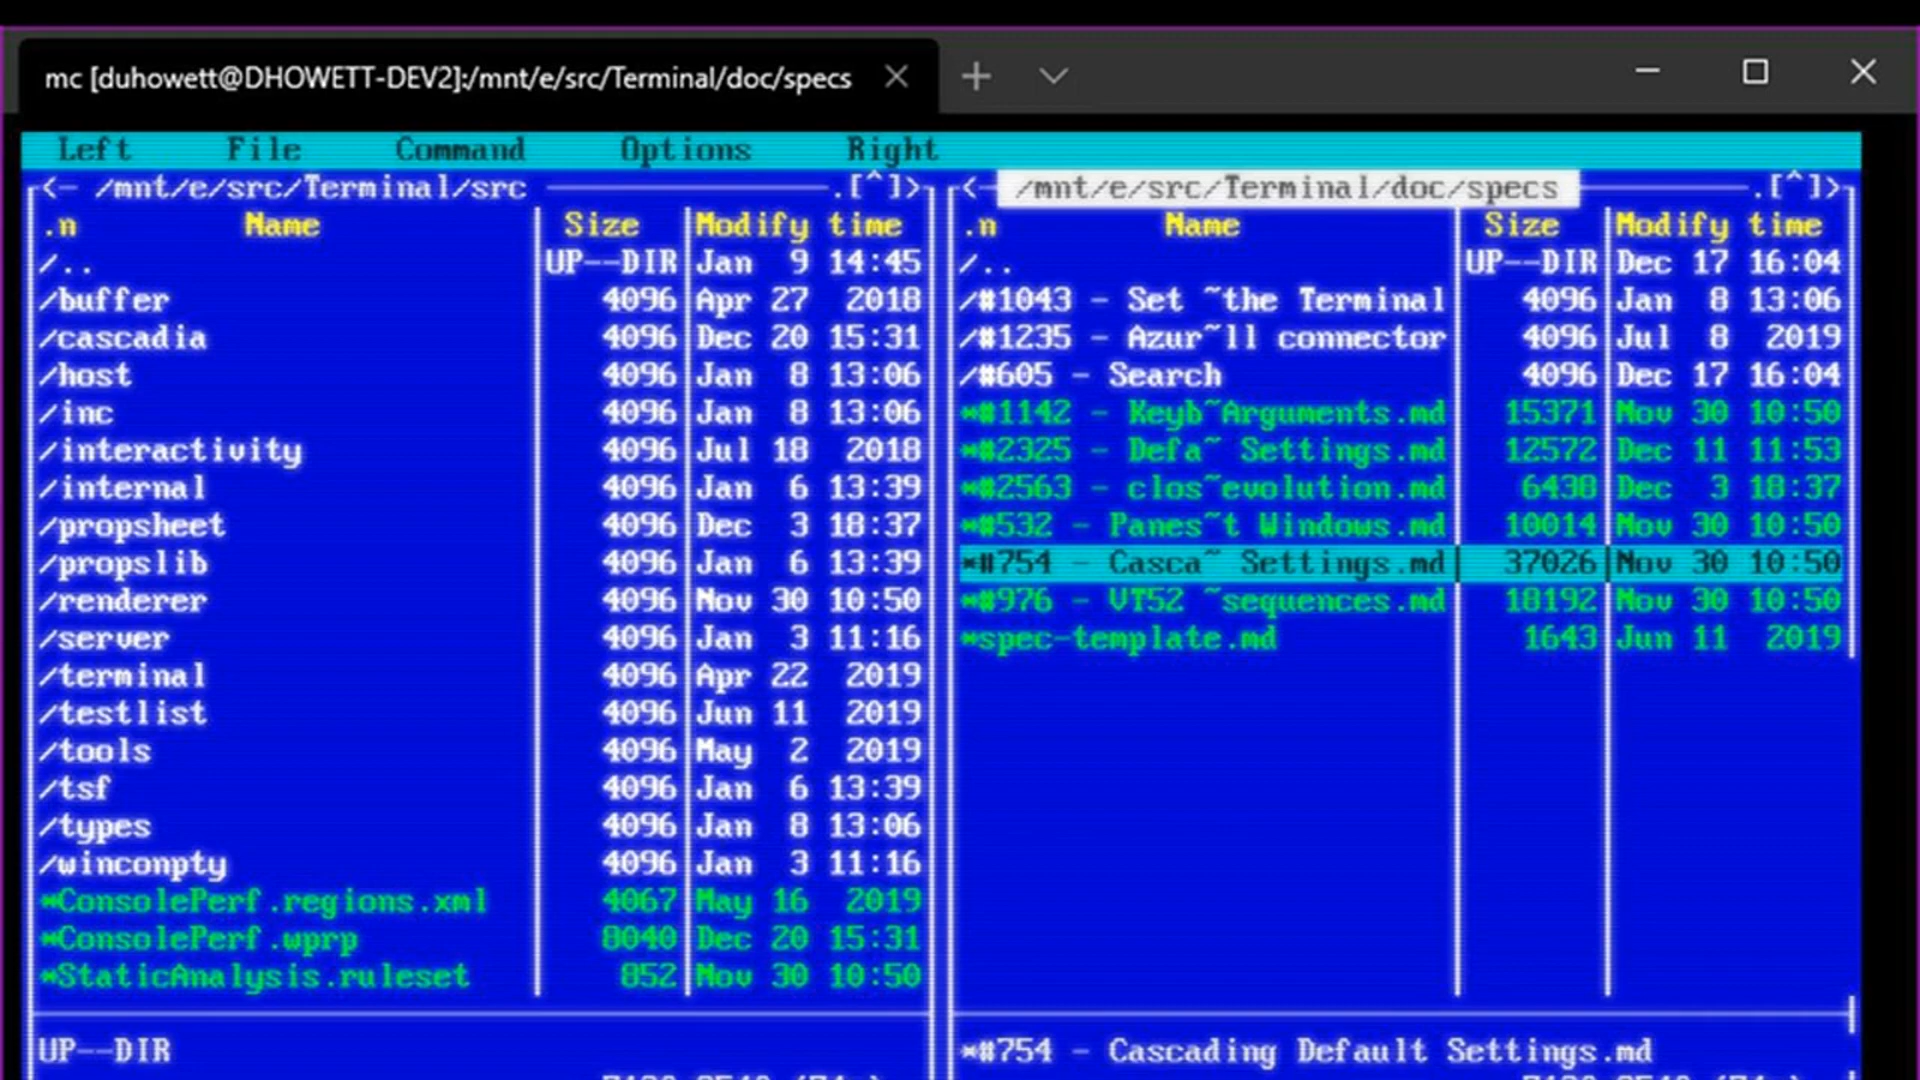 mc [duhowett@DHOWETT-DEV2]:/mnt/e/src/Terminal/doc/specs
Left File Command Options Right
<- /mnt/e/src/Terminal/src .[^]>
.n Name Size Modify time
/.. UP--DIR Jan 9 14:45
/buffer 4096 Apr 27 2018
/cascadia 4096 Dec 20 15:31
/host 4096 Jan 8 13:06
/inc 4096 Jan 8 13:06
/interactivity 4096 Jul 18 2018
/internal 4096 Jan 6 13:39
/propsheet 4096 Dec 3 18:37
/propslib 4096 Jan 6 13:39
/renderer 4096 Nov 30 10:50
/server 4096 Jan 3 11:16
/terminal 4096 Apr 22 2019
/testlist 4096 Jun 11 2019
/tools 4096 May 2 2019
/tsf 4096 Jan 6 13:39
/types 4096 Jan 8 13:06
/winconpty 4096 Jan 3 11:16
*ConsolePerf.regions.xml 4067 May 16 2019
*ConsolePerf.wprp 8040 Dec 20 15:31
*StaticAnalysis.ruleset 852 Nov 30 10:50
UP--DIR
<- /mnt/e/src/Terminal/doc/specs .[^]>
.n Name Size Modify time
/.. UP--DIR Dec 17 16:04
/#1043 - Set ~the Terminal 4096 Jan 8 13:06
/#1235 - Azur~ll connector 4096 Jul 8 2019
/#605 - Search 4096 Dec 17 16:04
*#1142 - Keyb~Arguments.md 15371 Nov 30 10:50
*#2325 - Defa~ Settings.md 12572 Dec 11 11:53
*#2563 - clos~evolution.md 6438 Dec 3 18:37
*#532 - Panes~t Windows.md 10014 Nov 30 10:50
*#754 - Casca~ Settings.md 37026 Nov 30 10:50
*#976 - VT52 ~sequences.md 18192 Nov 30 10:50
*spec-template.md 1643 Jun 11 2019
*#754 - Cascading Default Settings.md